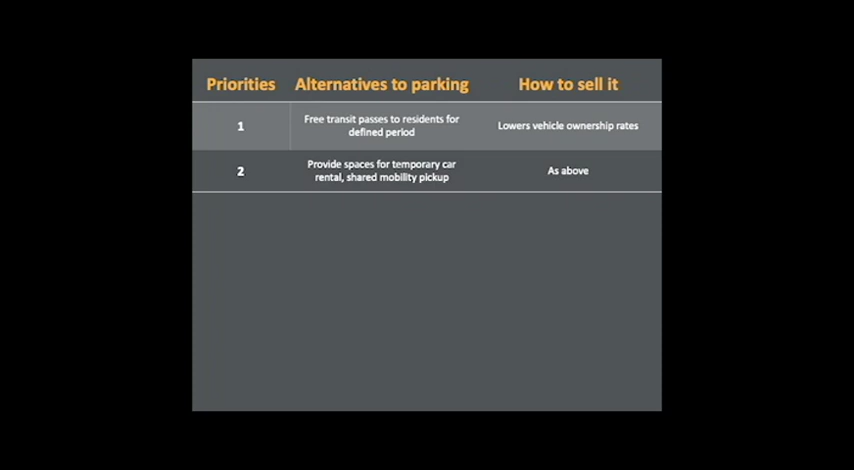 Priorities Alternatives to parking How to sell it
1 Free transit passes to residents for defined period Lowers vehicle ownership rates
2 Provide spaces for temporary car rental, shared mobility pickup As above